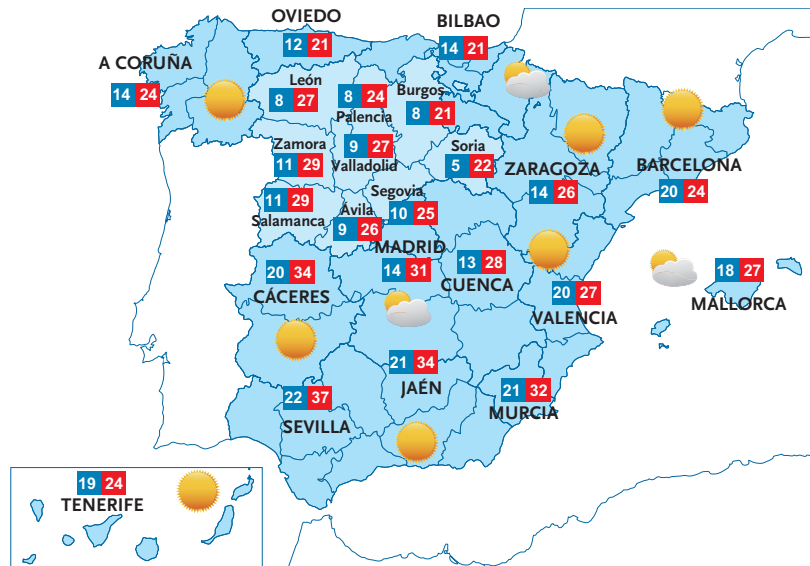 OVIEDO
12 21
BILBAO
14 21
A CORUÑA
14 24
León
8 27
8 24
Palencia
Burgos
8 21
Zamora
11 29
9 27
Valladolid
Soria
5 22
ZARAGOZA
14 26
BARCELONA
20 24
11 29
Salamanca
Ávila
9 26
Segovia
10 25
MADRID
14 31
13 28
CUENCA
20 34
CÁCERES
20 27
VALENCIA
18 27
MALLORCA
21 34
JAÉN
22 37
SEVILLA
21 32
MURCIA
19 24
TENERIFE